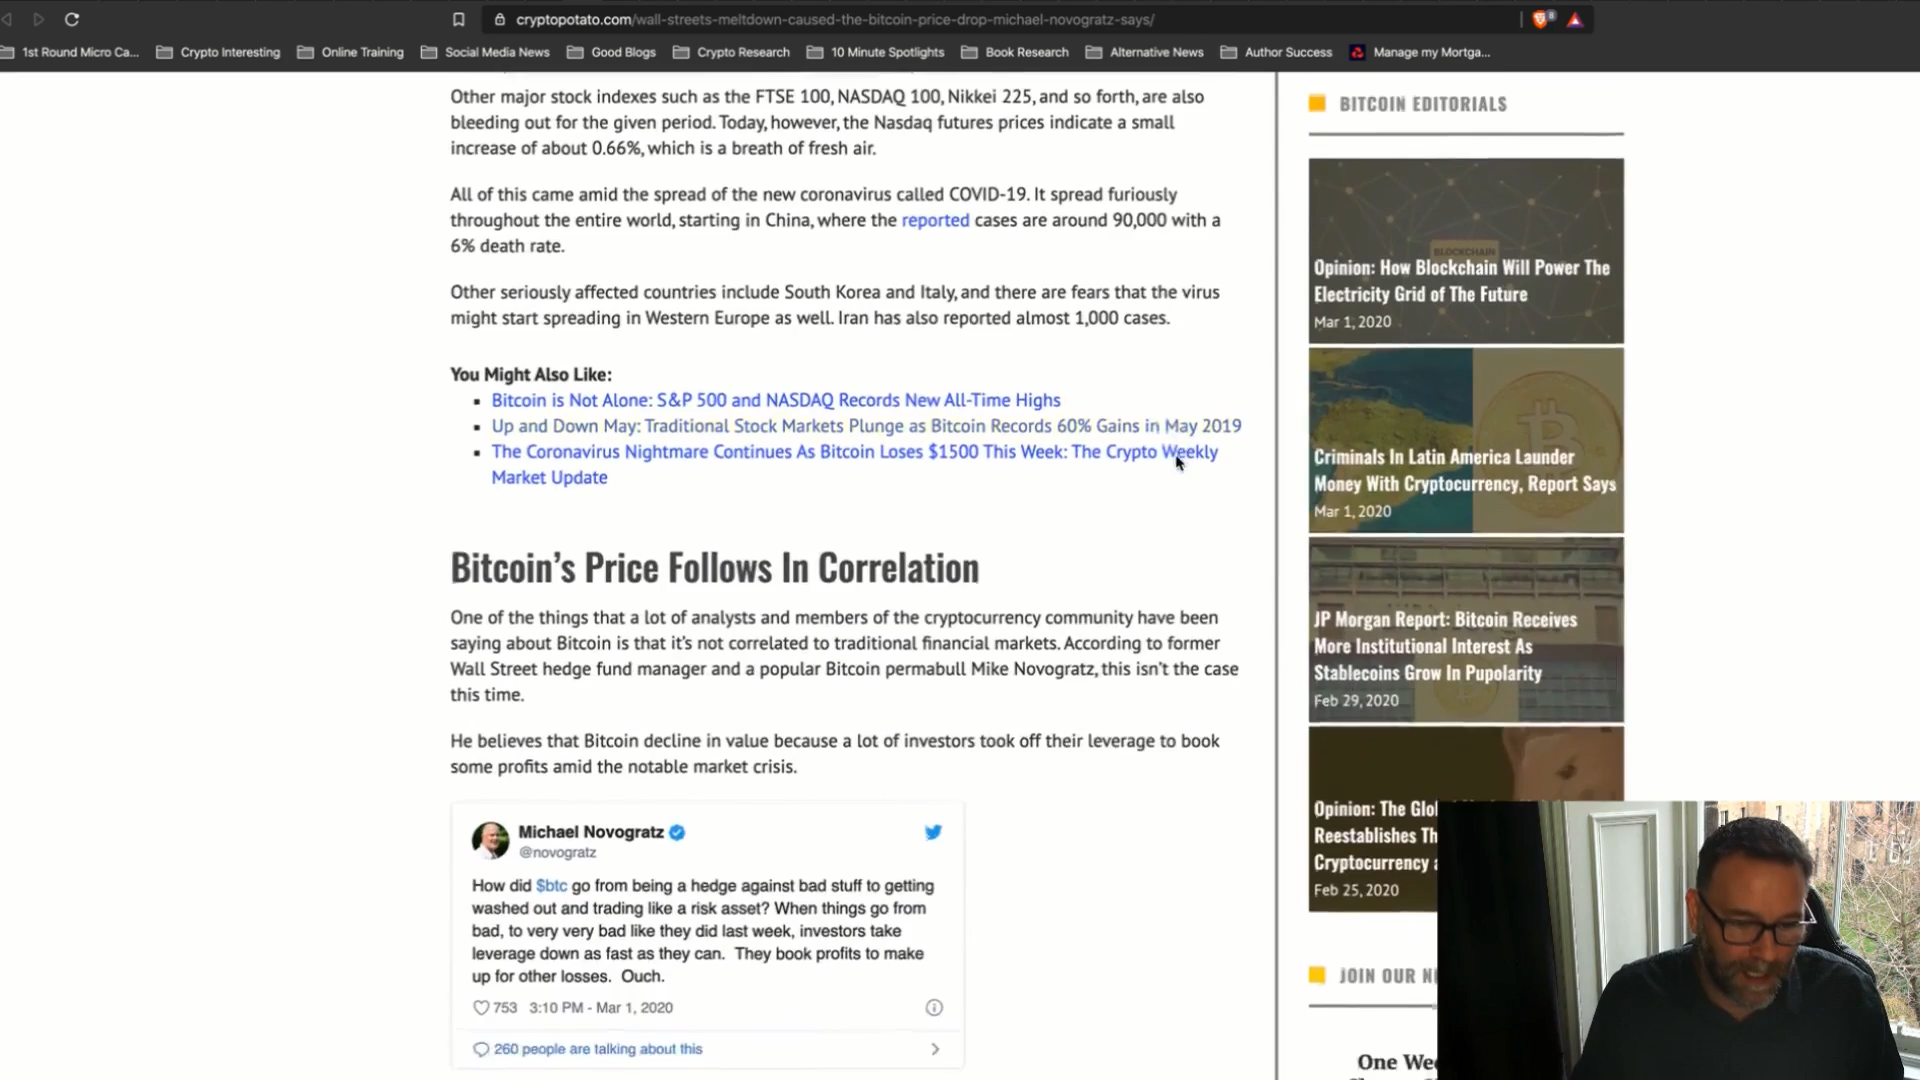 cryptopotato.com/wall-streets-meltdown-caused-the-bitcoin-price-drop-michael-novogratz-says/
1st Round Micro Ca...
Crypto Interesting
Online Training
Social Media News
Good Blogs
Crypto Research
10 Minute Spotlights
Book Research
Alternative News
Author Success
Manage my Mortga...
Other major stock indexes such as the FTSE 100, NASDAQ 100, Nikkei 225, and so forth, are also
bleeding out for the given period. Today, however, the Nasdaq futures prices indicate a small
increase of about 0.66%, which is a breath of fresh air.
All of this came amid the spread of the new coronavirus called COVID-19. It spread furiously
throughout the entire world, starting in China, where the reported cases are around 90,000 with a
6% death rate.
Other seriously affected countries include South Korea and Italy, and there are fears that the virus
might start spreading in Western Europe as well. Iran has also reported almost 1,000 cases.
You Might Also Like:
Bitcoin is Not Alone: S&P 500 and NASDAQ Records New All-Time Highs
Up and Down May: Traditional Stock Markets Plunge as Bitcoin Records 60% Gains in May 2019
The Coronavirus Nightmare Continues As Bitcoin Loses $1500 This Week: The Crypto Weekly
Market Update
Bitcoin's Price Follows In Correlation
One of the things that a lot of analysts and members of the cryptocurrency community have been
saying about Bitcoin is that it's not correlated to traditional financial markets. According to former
Wall Street hedge fund manager and a popular Bitcoin permabull Mike Novogratz, this isn't the case
this time.
He believes that Bitcoin decline in value because a lot of investors took off their leverage to book
some profits amid the notable market crisis.
Michael Novogratz
@novogratz
How did $btc go from being a hedge against bad stuff to getting
washed out and trading like a risk asset? When things go from
bad, to very very bad like they did last week, investors take
leverage down as fast as they can. They book profits to make
up for other losses. Ouch.
753 3:10 PM - Mar 1, 2020
260 people are talking about this
BITCOIN EDITORIALS
BLOCKCHAIN
Opinion: How Blockchain Will Power The
Electricity Grid of The Future
Mar 1, 2020
Criminals In Latin America Launder
Money With Cryptocurrency, Report Says
Mar 1, 2020
JP Morgan Report: Bitcoin Receives
More Institutional Interest As
Stablecoins Grow In Pupolarity
Feb 29, 2020
Opinion: The Glo
Reestablishes Th
Cryptocurrency a
Feb 25, 2020
JOIN OUR N
One Wee